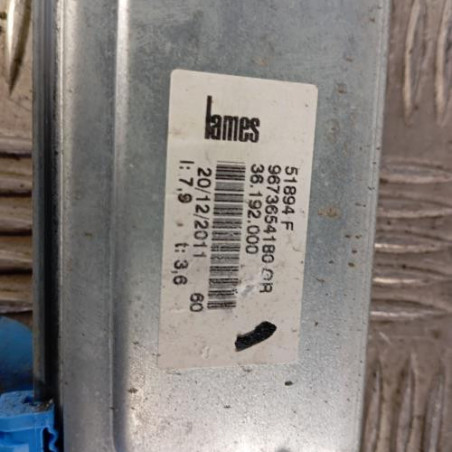 lames
51894 F
9673654180 DR
36.192.000
20/12/2011 60
I: 7,9 t: 3,6